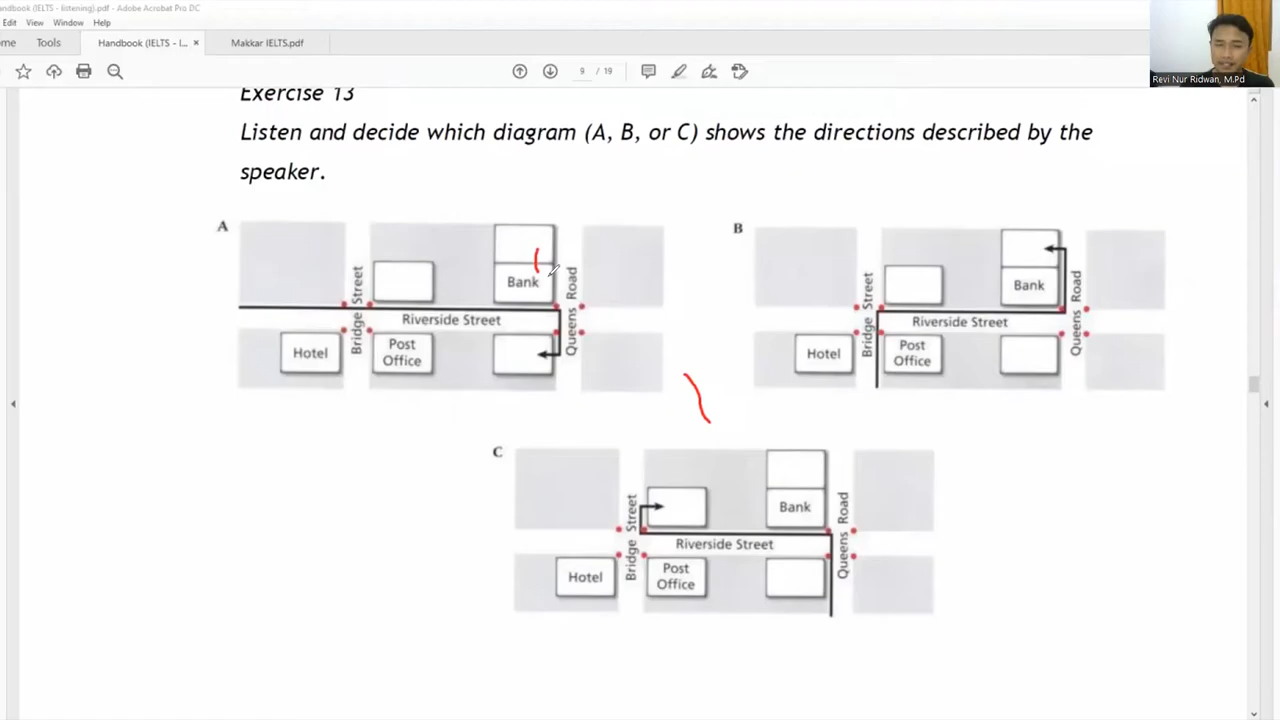 andbook (IELTS - listening).pdf - Adobe Acrobat Pro DC
Edit View Window Help
ome Tools Handbook (IELTS - l... × Makkar IELTS.pdf
9 / 19
Revi Nur Ridwan, M.Pd
Exercise 13
Listen and decide which diagram (A, B, or C) shows the directions described by the
speaker.
A
Bridge Street
Bank
Queens Road
Riverside Street
Hotel
Post
Office
B
Bridge Street
Bank
Queens Road
Riverside Street
Hotel
Post
Office
C
Bridge Street
Bank
Queens Road
Riverside Street
Hotel
Post
Office